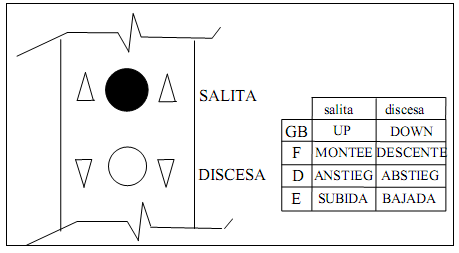 SALITA
DISCESA
salita discesa
GB UP DOWN
F MONTEE DESCENTE
D ANSTIEG ABSTIEG
E SUBIDA BAJADA